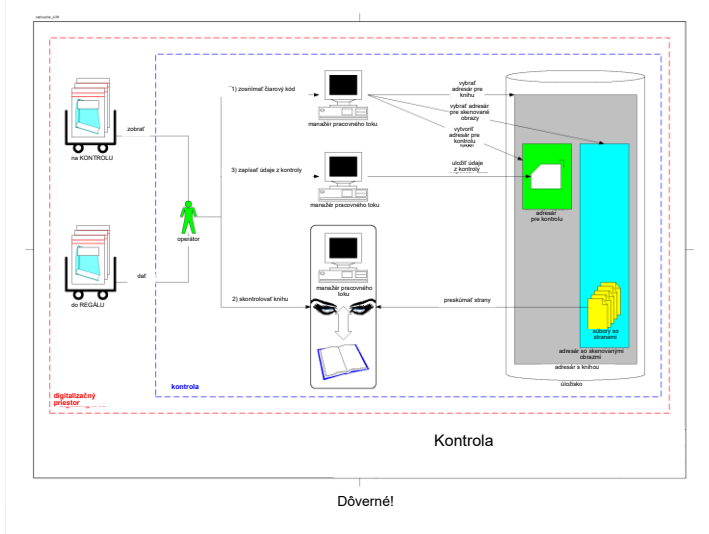 zobrať
na KONTROLU
1) zosnímať čiarový kód
manažér pracovného toku
vybrať
adresár pre
knihu
vybrať adresár
pre skenované
obrazy
vytvoriť
adresár pre
kontrolu
3) zapísať údaje z kontroly
manažér pracovného toku
uložiť údaje
z kontroly
adresár
pre kontrolu
operátor
dať
do REGÁLU
manažér pracovného
toku
2) skontrolovať knihu
preskúmať strany
súbory so
stranami
adresár so skenovanými
obrazmi
adresár s knihou
úložisko
kontrola
digitalizačný
priestor
Kontrola
Dôverné!